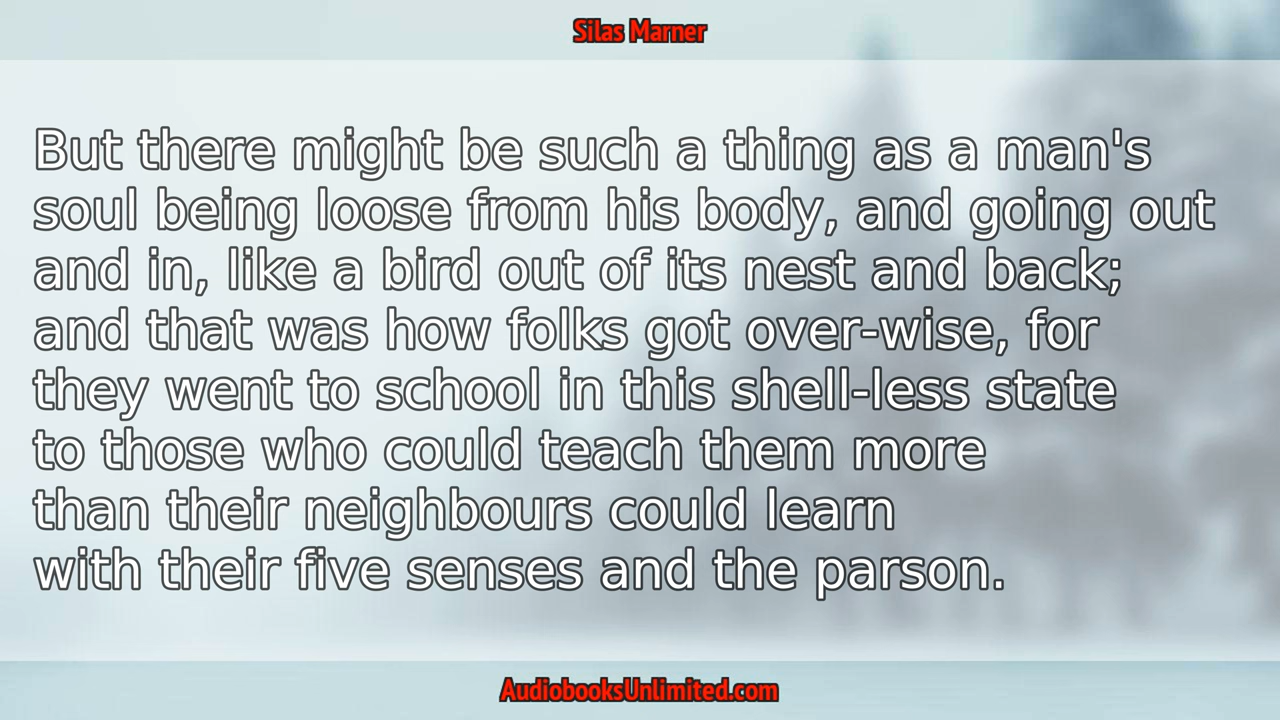 Silas Marner
But there might be such a thing as a man's
soul being loose from his body, and going out
and in, like a bird out of its nest and back;
and that was how folks got over-wise, for
they went to school in this shell-less state
to those who could teach them more
than their neighbours could learn
with their five senses and the parson.
AudiobooksUnlimited.com